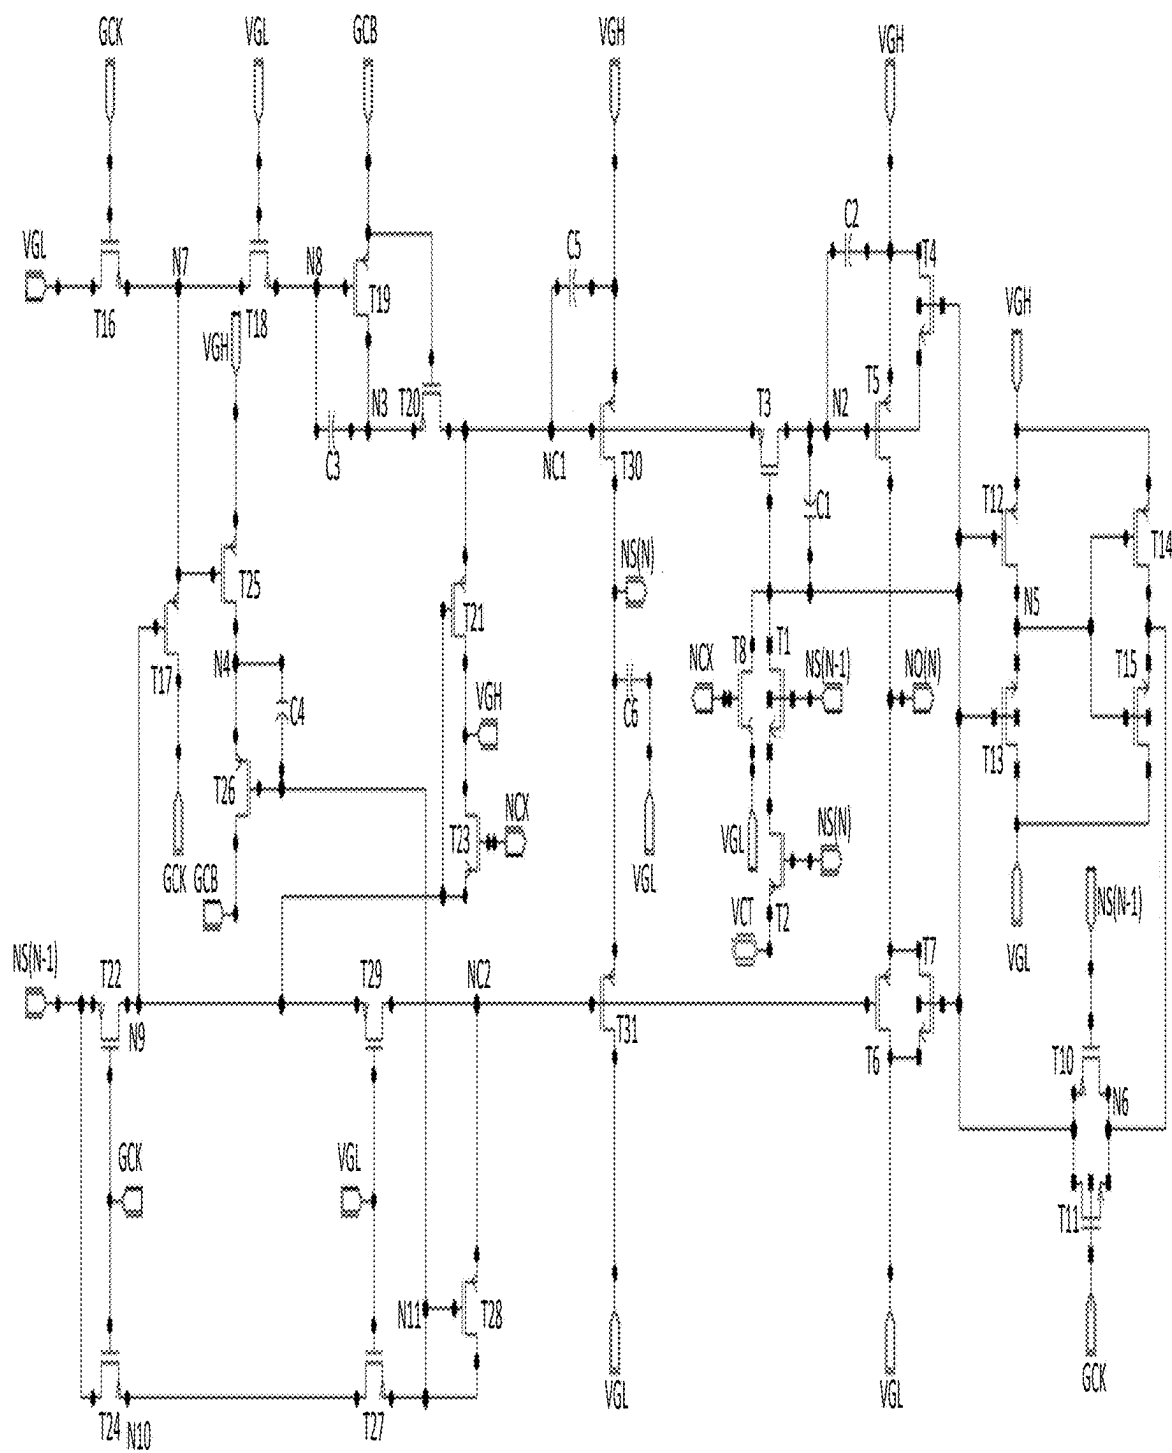 GCK
VGL
GCB
VGH
VGH
C2
VGL
N7
N8
C5
T4
T16
VGH
T18
T19
VGH
N3
T20
T3
N2
T5
C3
NC1
T30
C1
T12
T14
T25
T17
N4
T21
NS(N)
N5
T8
T1
NCX
NS(N-1)
NO(N)
T15
C4
VGH
C6
T13
T26
T23
NCX
GCK
GCB
VGL
VGL
NS(N)
VCT
T2
NS(N-1)
VGL
NS(N-1)
T22
T29
NC2
T7
N9
T31
T6
T10
N6
GCK
VGL
T11
N11
T28
GCK
VGL
VGL
T24
N10
T27